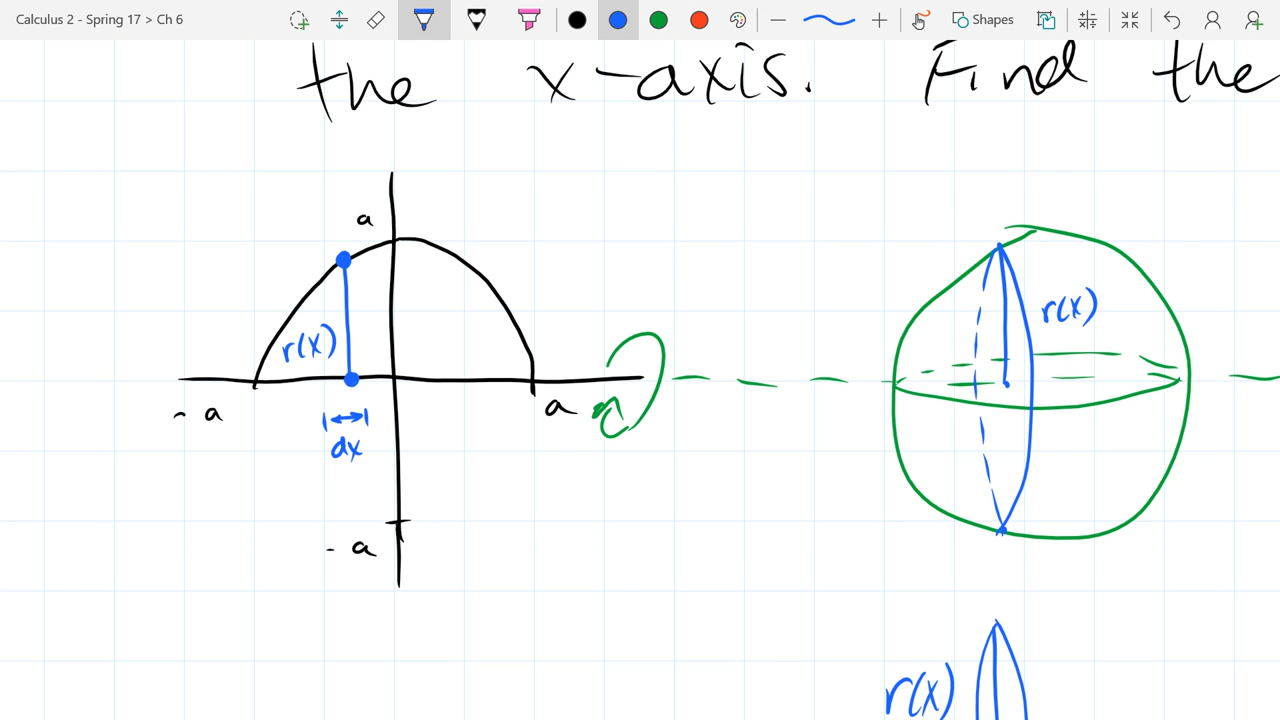 Calculus 2 - Spring 17 > Ch 6
Shapes
the x-axis. Find the
a
r(x)
r(x)
- a
a
dx
- a
r(x)